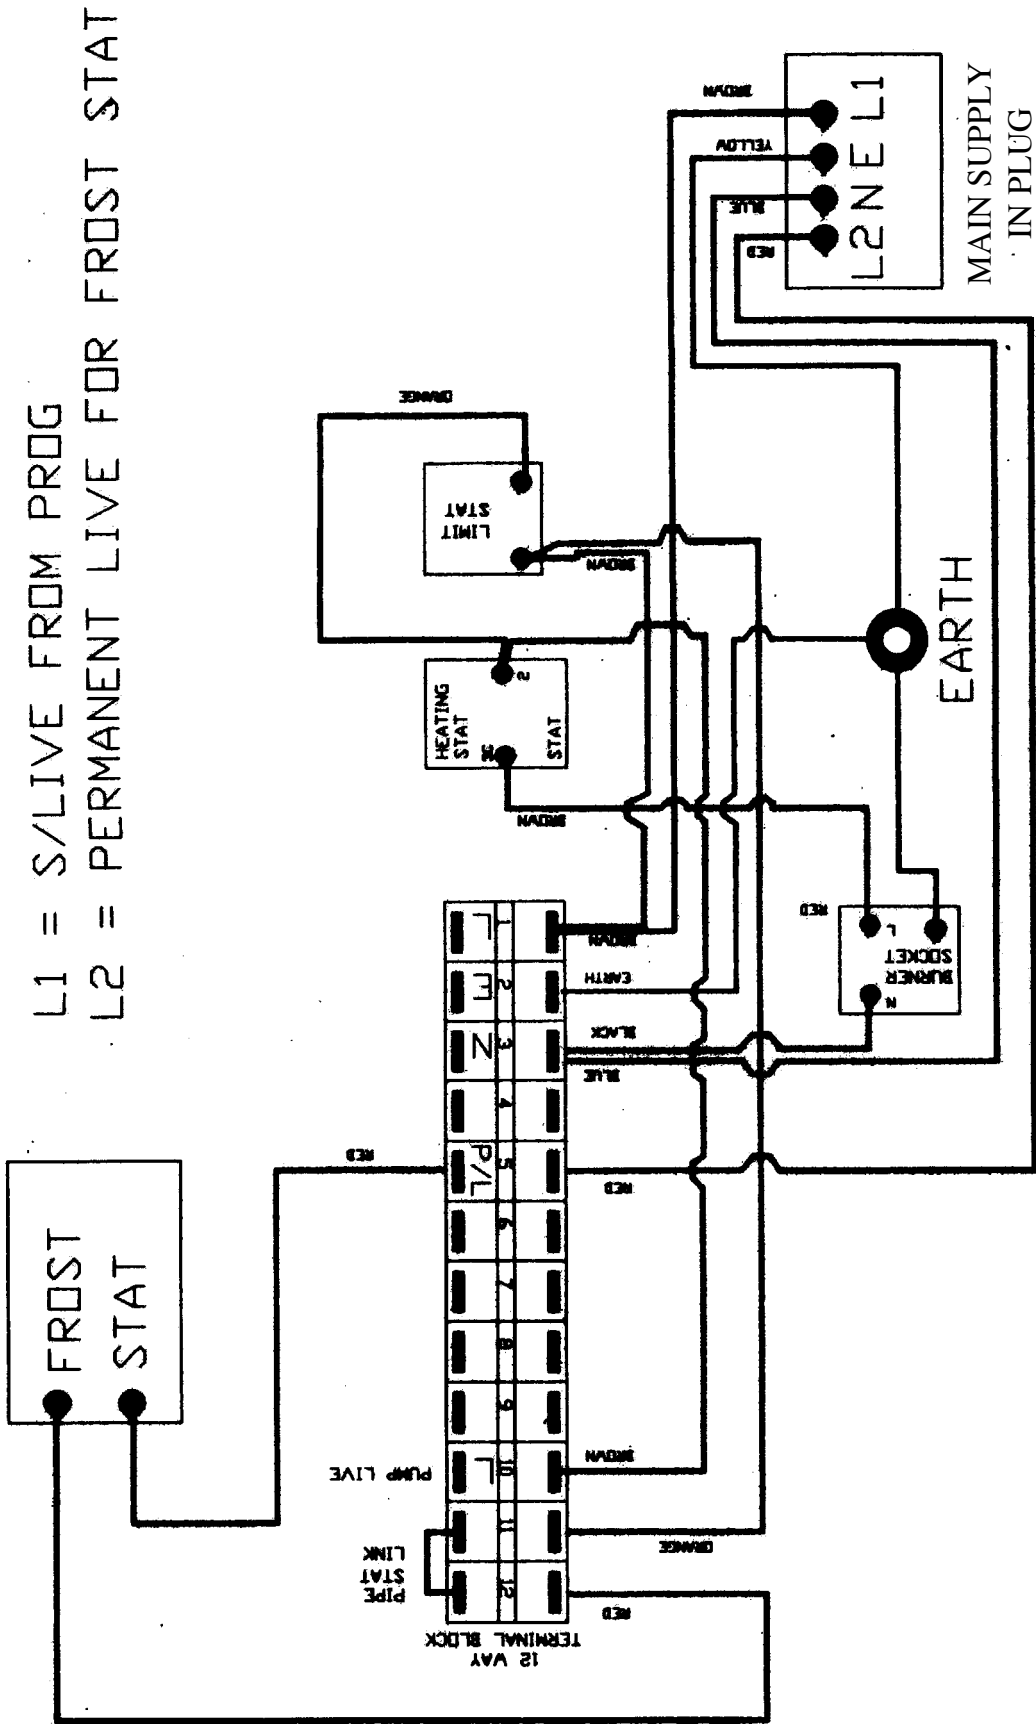 L1 = S/LIVE FROM PROG
L2 = PERMANENT LIVE FOR FROST STAT
FROST
STAT
RED
ORANGE
LIMIT
STAT
BROWN
HEATING
STAT
STAT
2
BROWN
BROWN
YELLOW
BLUE
RED
L2 N E L1
MAIN SUPPLY
IN PLUG
EARTH
RED
L
N
BURNER
SOCKET
12 WAY
TERMINAL BLOCK
PIPE
STAT
LINK
PUMP LIVE
1 L
2 E
3 N
4
5 P/L
6
7
8
9
10 L
11
12
BROWN
EARTH
BLACK
BLUE
RED
BROWN
ORANGE
RED